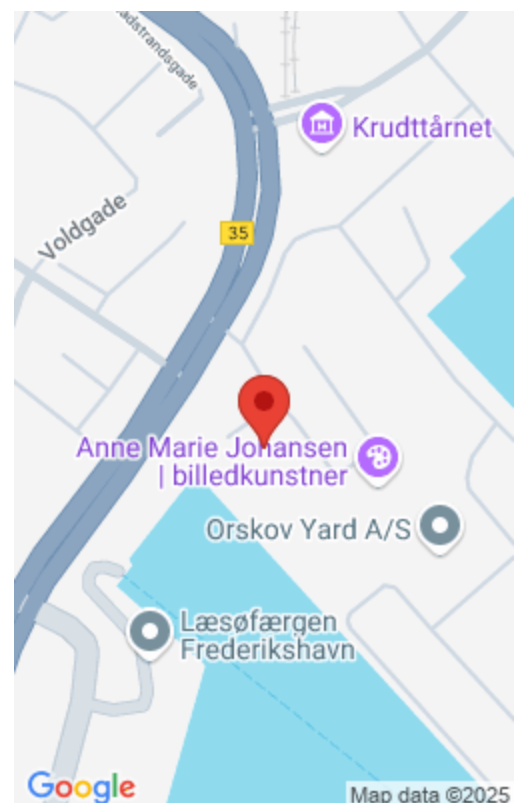 Krudttårnet
Voldgade
35
Anne Marie Johansen
| billedkunstner
Orskov Yard A/S
Læsøfærgen
Frederikshavn
Google
Map data ©2025